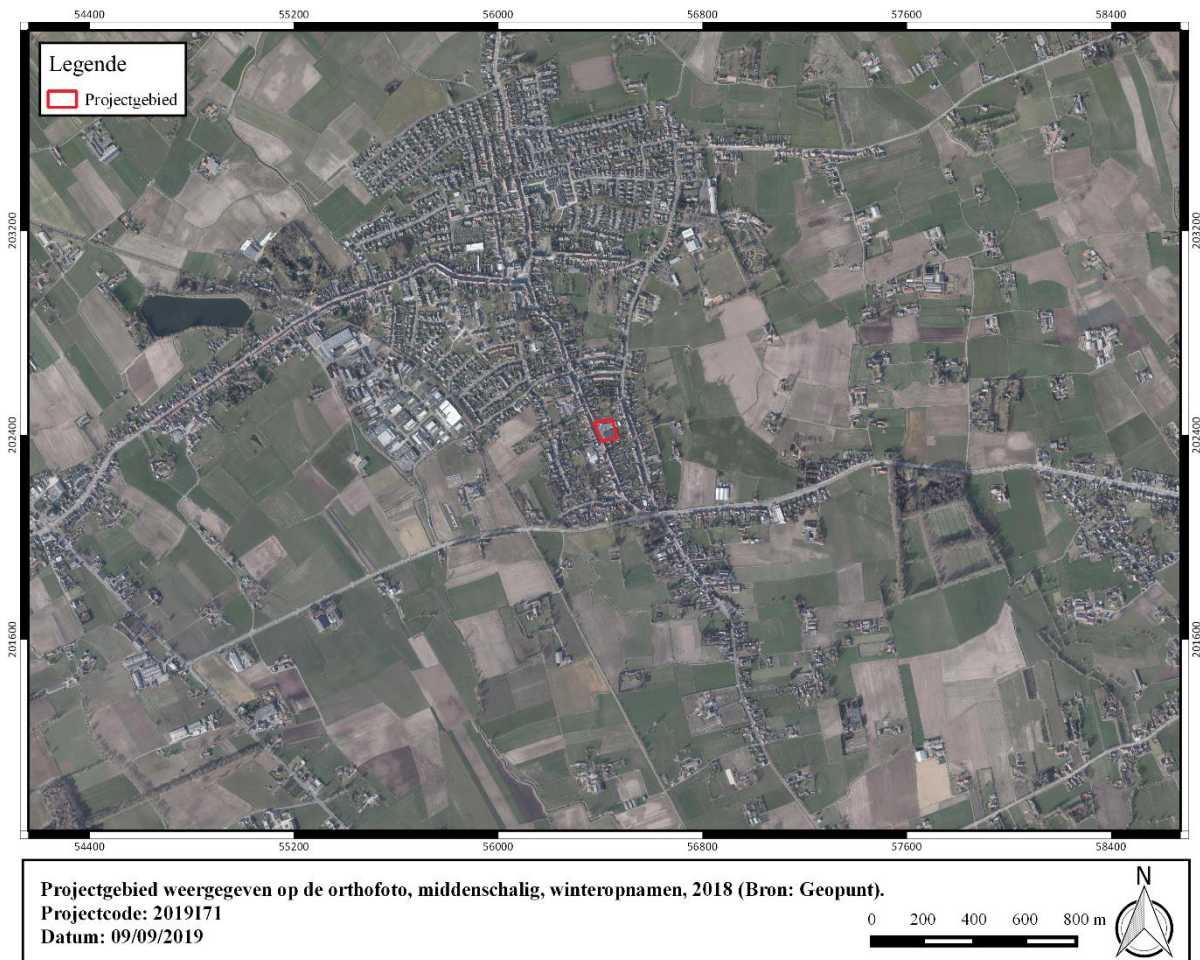 54400 55200 56000 56800 57600 58400
Legende
Projectgebied
203200 203200
202400 202400
201600 201600
54400 55200 56000 56800 57600 58400
Projectgebied weergegeven op de orthofoto, middenschalig, winteropnamen, 2018 (Bron: Geopunt).
Projectcode: 2019I71
Datum: 09/09/2019
0 200 400 600 800 m
N